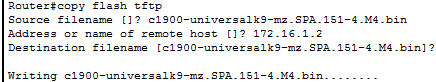 Router#copy flash tftp
Source filename []? c1900-universalk9-mz.SPA.151-4.M4.bin
Address or name of remote host []? 172.16.1.2
Destination filename [c1900-universalk9-mz.SPA.151-4.M4.bin]?
Writing c1900-universalk9-mz.SPA.151-4.M4.bin........